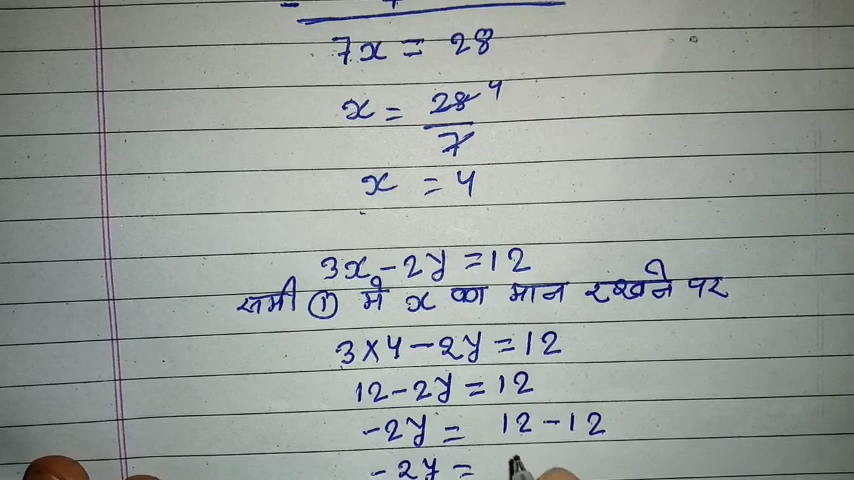 7x = 28
x = 28/7 4
x = 4
3x - 2y = 12
समी ① में x का मान रखने पर
3 × 4 - 2y = 12
12 - 2y = 12
-2y = 12 - 12
-2y =